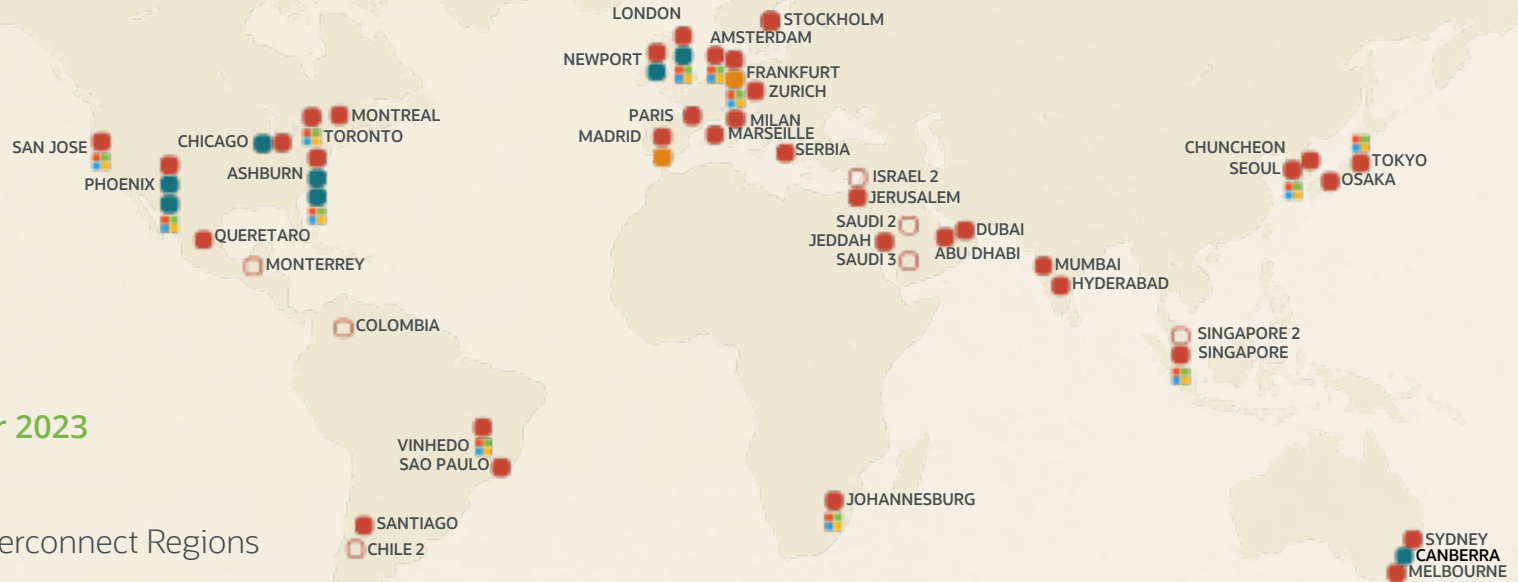 LONDON
STOCKHOLM
AMSTERDAM
NEWPORT
FRANKFURT
ZURICH
MONTREAL
PARIS
MILAN
TORONTO
MADRID
MARSEILLE
CHICAGO
SAN JOSE
SERBIA
CHUNCHEON
TOKYO
SEOUL
OSAKA
ASHBURN
ISRAEL 2
PHOENIX
JERUSALEM
SAUDI 2
DUBAI
QUERETARO
JEDDAH
ABU DHABI
SAUDI 3
MONTERREY
MUMBAI
HYDERABAD
COLOMBIA
SINGAPORE 2
SINGAPORE
r 2023
VINHEDO
SAO PAULO
JOHANNESBURG
SANTIAGO
erconnect Regions
CHILE 2
SYDNEY
CANBERRA
MELBOURNE